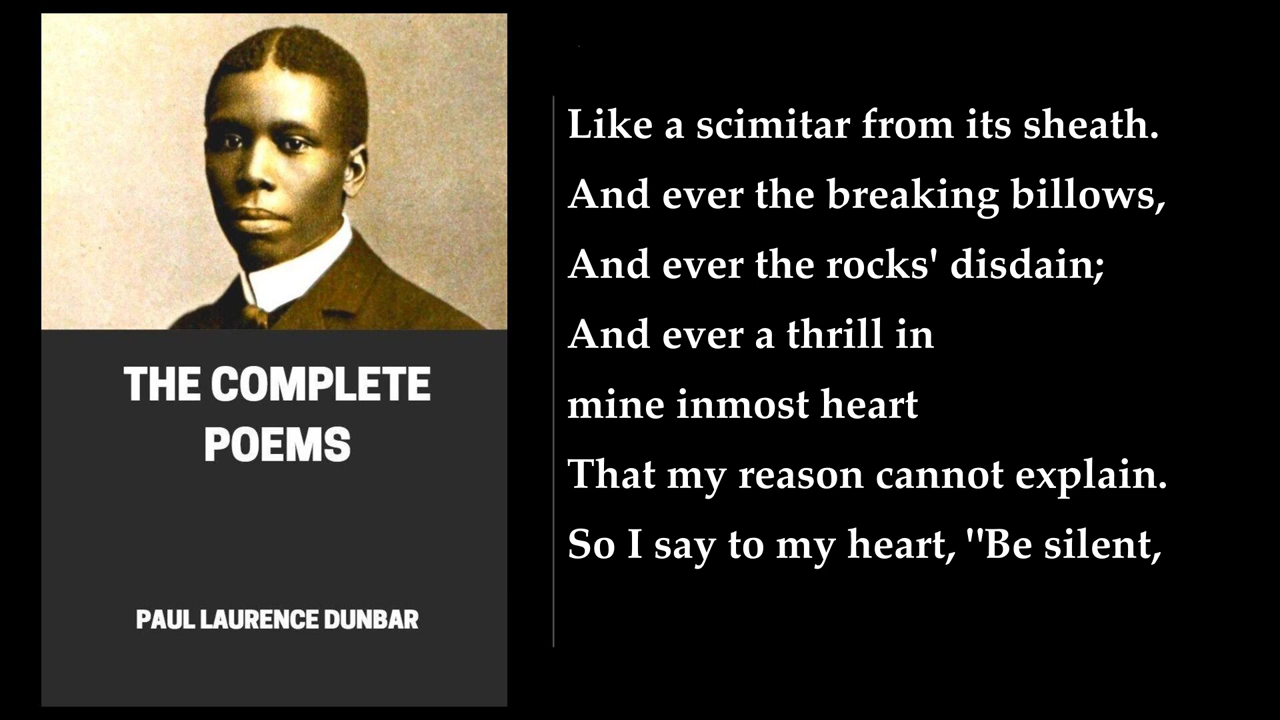 THE COMPLETE
POEMS
PAUL LAURENCE DUNBAR
Like a scimitar from its sheath.
And ever the breaking billows,
And ever the rocks' disdain;
And ever a thrill in
mine inmost heart
That my reason cannot explain.
So I say to my heart, "Be silent,